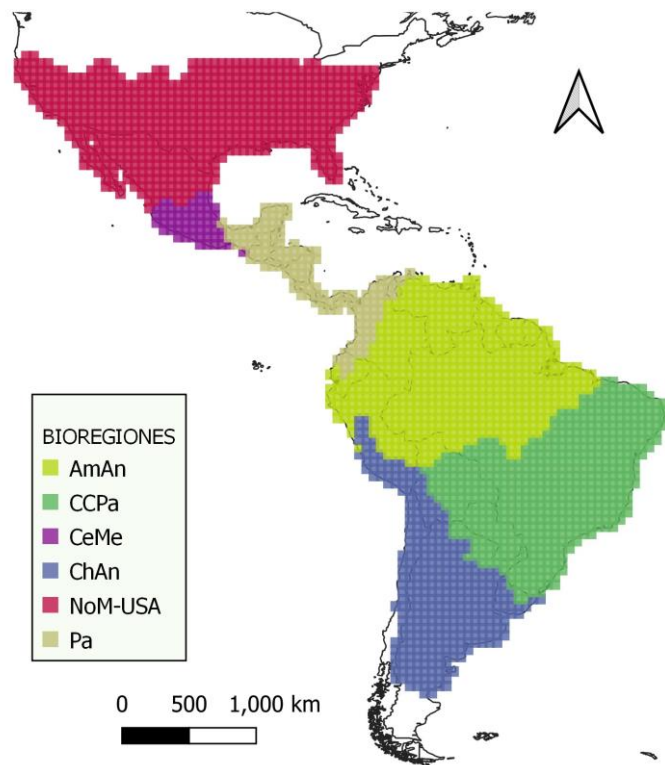 BIOREGIONES
AmAn
CCPa
CeMe
ChAn
NoM-USA
Pa
0 500 1,000 km